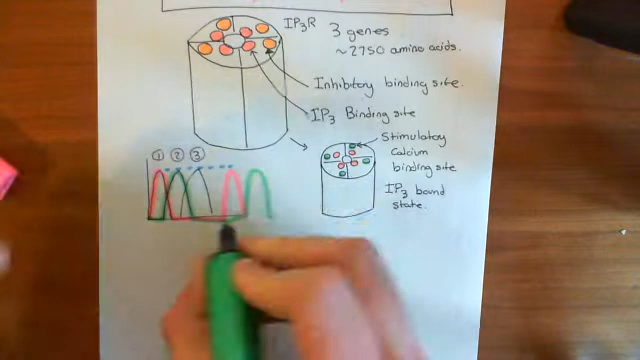 IP3R
3 genes
~2750 amino acids.
Inhibitory binding site.
IP3 Binding site
Stimulatory
Calcium
binding site
IP3 bound
state.
① ② ③